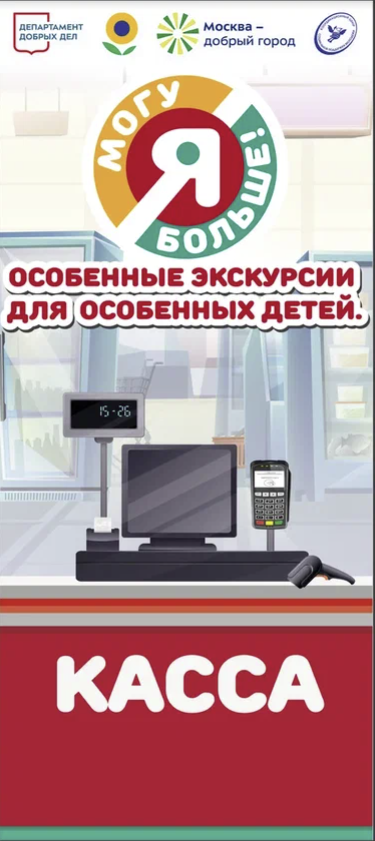 ДЕПАРТАМЕНТ
ДОБРЫХ ДЕЛ
Москва –
добрый город
Я
МОГУ
БОЛЬШЕ!
ОСОБЕННЫЕ ЭКСКУРСИИ
ДЛЯ ОСОБЕННЫХ ДЕТЕЙ.
15-26
КАССА